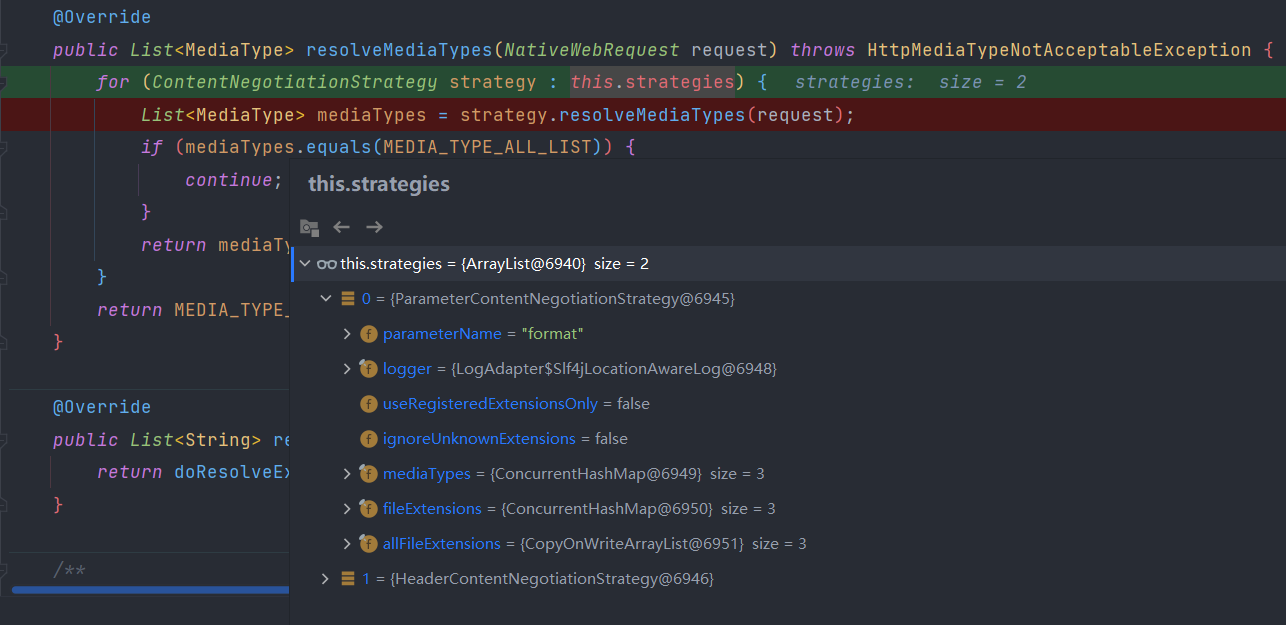 @Override
public List<MediaType> resolveMediaTypes(NativeWebRequest request) throws HttpMediaTypeNotAcceptableException {
for (ContentNegotiationStrategy strategy : this.strategies) { strategies: size = 2
List<MediaType> mediaTypes = strategy.resolveMediaTypes(request);
if (mediaTypes.equals(MEDIA_TYPE_ALL_LIST)) {
continue;
}
return mediaTy
}
return MEDIA_TYPE_
}
@Override
public List<String> re
return doResolveEx
}
/**
this.strategies
this.strategies = {ArrayList@6940} size = 2
0 = {ParameterContentNegotiationStrategy@6945}
f parameterName = "format"
f logger = {LogAdapter$Slf4jLocationAwareLog@6948}
f useRegisteredExtensionsOnly = false
f ignoreUnknownExtensions = false
f mediaTypes = {ConcurrentHashMap@6949} size = 3
f fileExtensions = {ConcurrentHashMap@6950} size = 3
f allFileExtensions = {CopyOnWriteArrayList@6951} size = 3
1 = {HeaderContentNegotiationStrategy@6946}